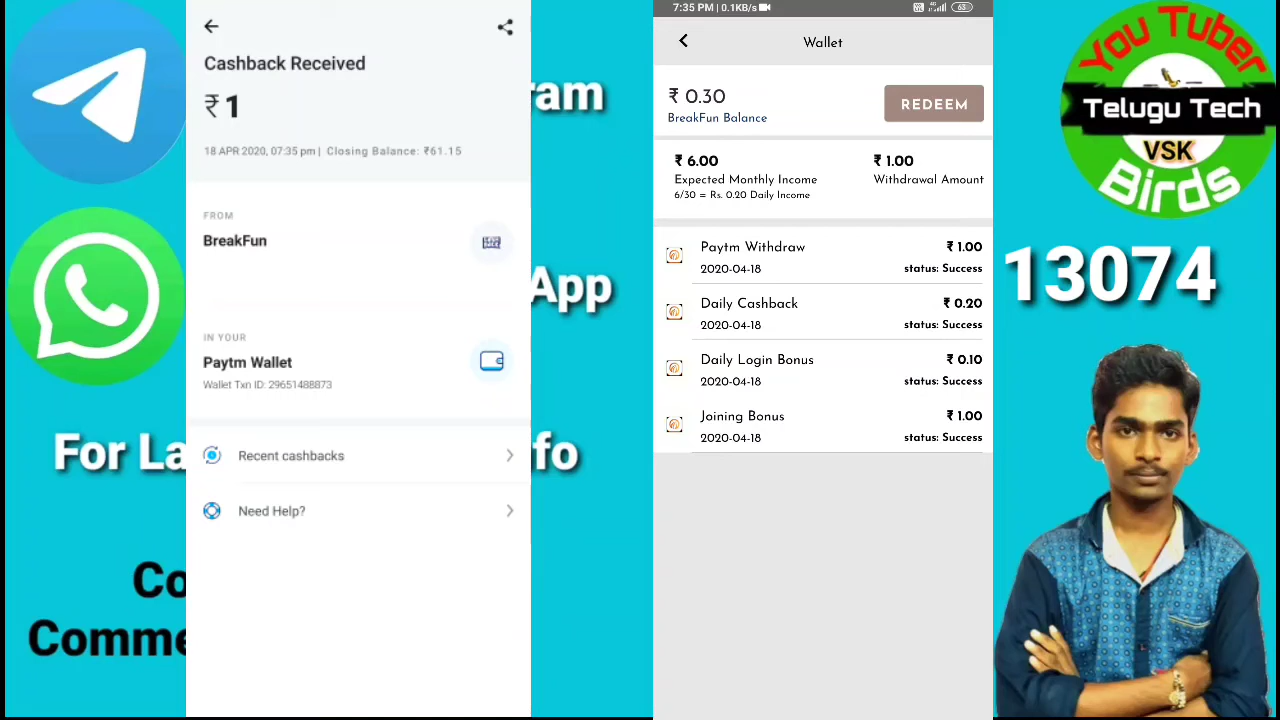 Cashback Received
₹1
18 APR 2020, 07:35 pm | Closing Balance: ₹61.15
FROM
BreakFun
IN YOUR
Paytm Wallet
Wallet Txn ID: 29651488873
Recent cashbacks
Need Help?
ram
App
For La
fo
Co
Comme
7:35 PM | 0.1KB/s
4G
63
Wallet
₹ 0.30
BreakFun Balance
REDEEM
₹ 6.00
Expected Monthly Income
6/30 = Rs. 0.20 Daily Income
₹ 1.00
Withdrawal Amount
Paytm Withdraw ₹ 1.00
2020-04-18 status: Success
Daily Cashback ₹ 0.20
2020-04-18 status: Success
Daily Login Bonus ₹ 0.10
2020-04-18 status: Success
Joining Bonus ₹ 1.00
2020-04-18 status: Success
You Tuber
Telugu Tech
VSK
Birds
13074